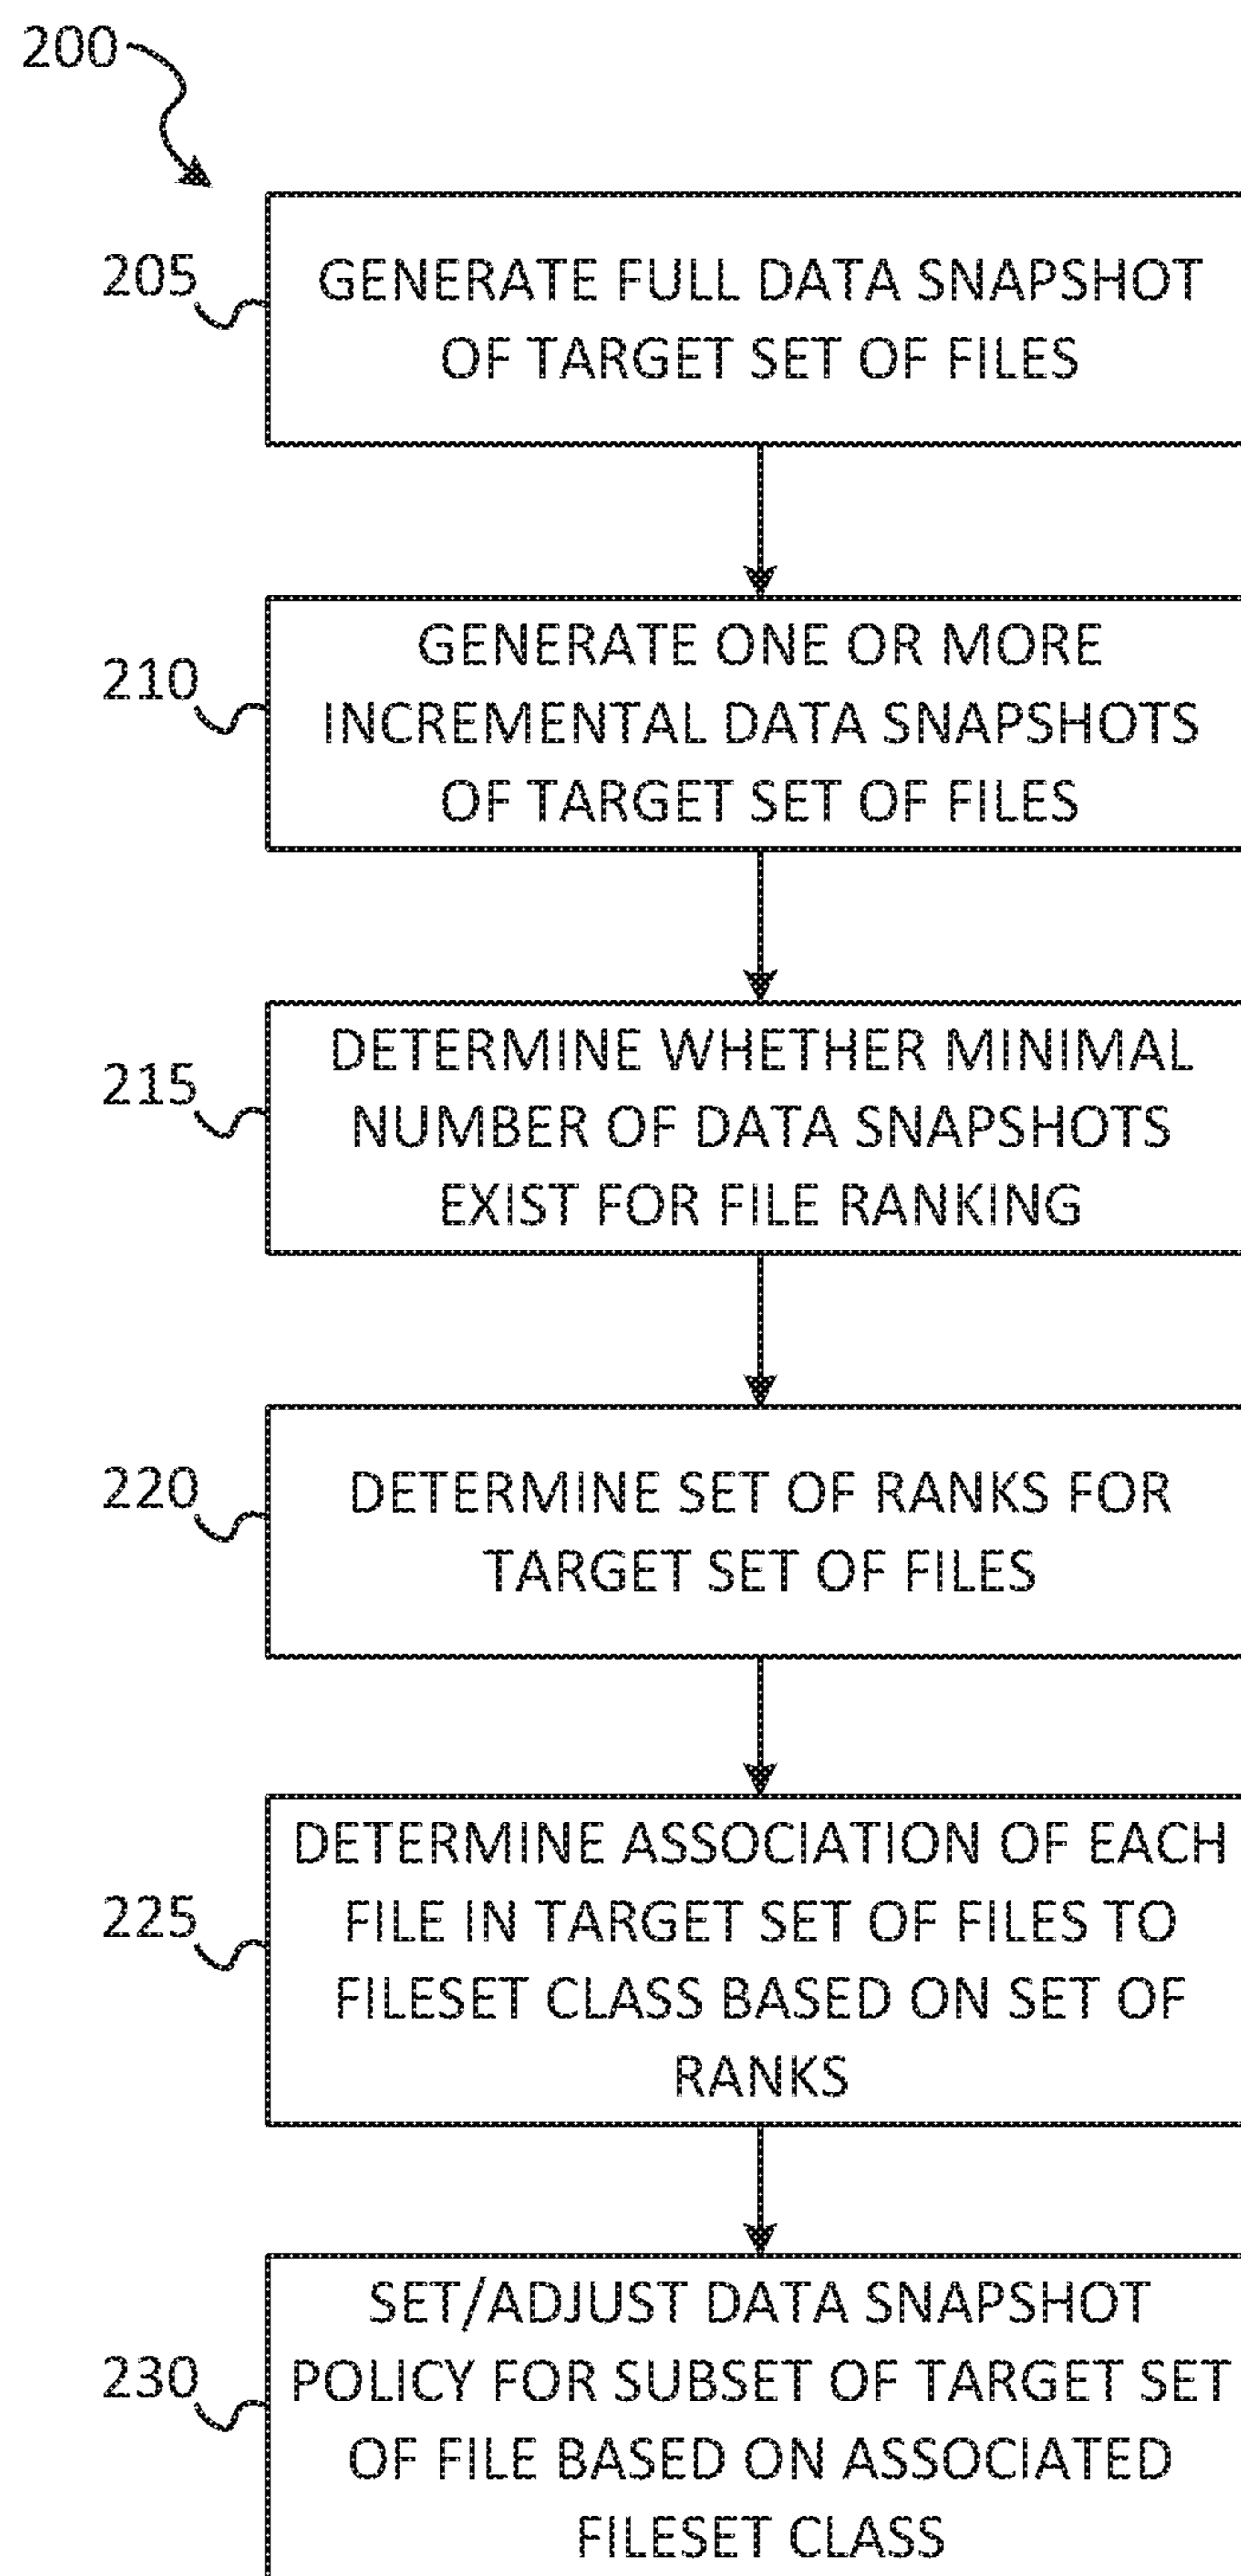 200
205
GENERATE FULL DATA SNAPSHOT
OF TARGET SET OF FILES
210
GENERATE ONE OR MORE
INCREMENTAL DATA SNAPSHOTS
OF TARGET SET OF FILES
215
DETERMINE WHETHER MINIMAL
NUMBER OF DATA SNAPSHOTS
EXIST FOR FILE RANKING
220
DETERMINE SET OF RANKS FOR
TARGET SET OF FILES
225
DETERMINE ASSOCIATION OF EACH
FILE IN TARGET SET OF FILES TO
FILESET CLASS BASED ON SET OF
RANKS
230
SET/ADJUST DATA SNAPSHOT
POLICY FOR SUBSET OF TARGET SET
OF FILE BASED ON ASSOCIATED
FILESET CLASS